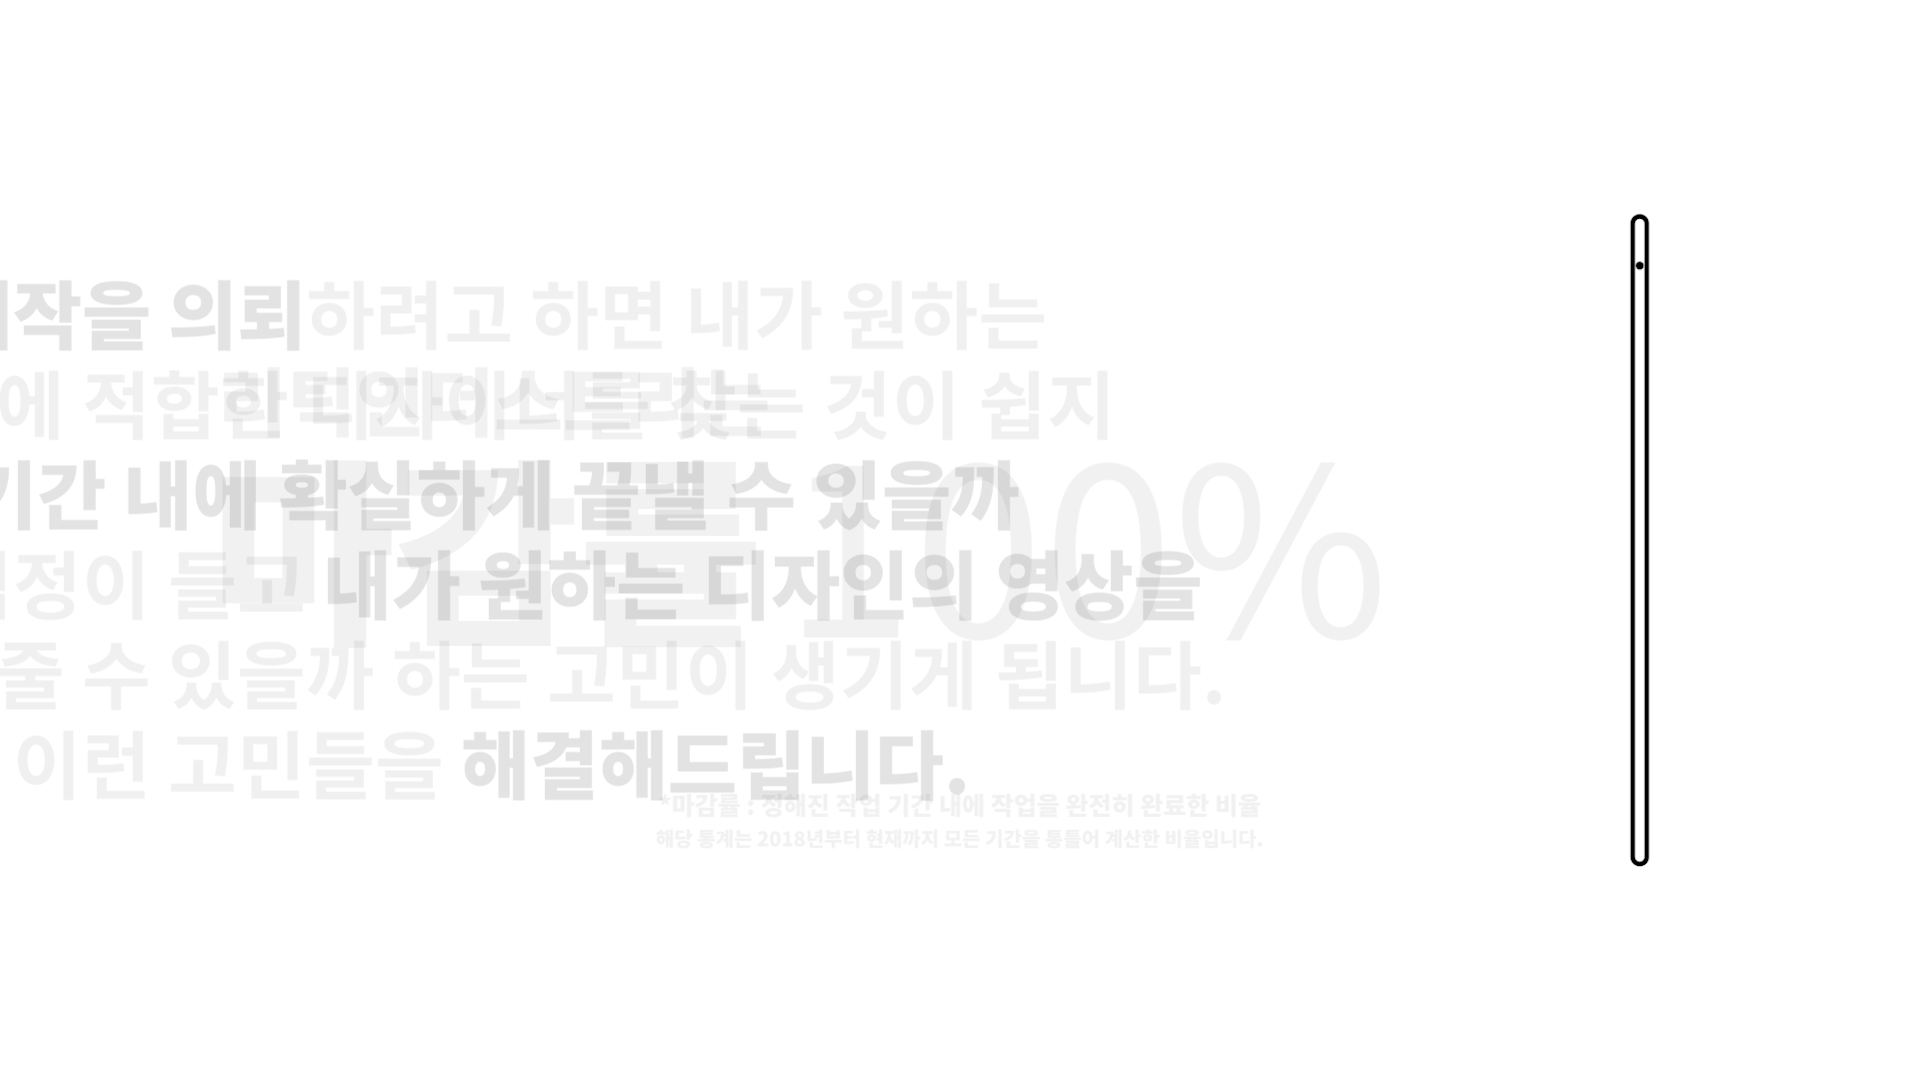 작을 의뢰하려고 하면 내가 원하는
에 적합한 찾는 것이 쉽지
기간 내에 확실하게 끝낼 수 있을까
걱정이 들고 내가 원하는 디자인의 영상을
줄 수 있을까 하는 고민이 생기게 됩니다.
이런 고민들을 해결해드립니다.
마감률 100%
*마감률 : 정해진 작업 기간 내에 작업을 완전히 완료한 비율
해당 통계는 2018년부터 현재까지 모든 기간을 통틀어 계산한 비율입니다.